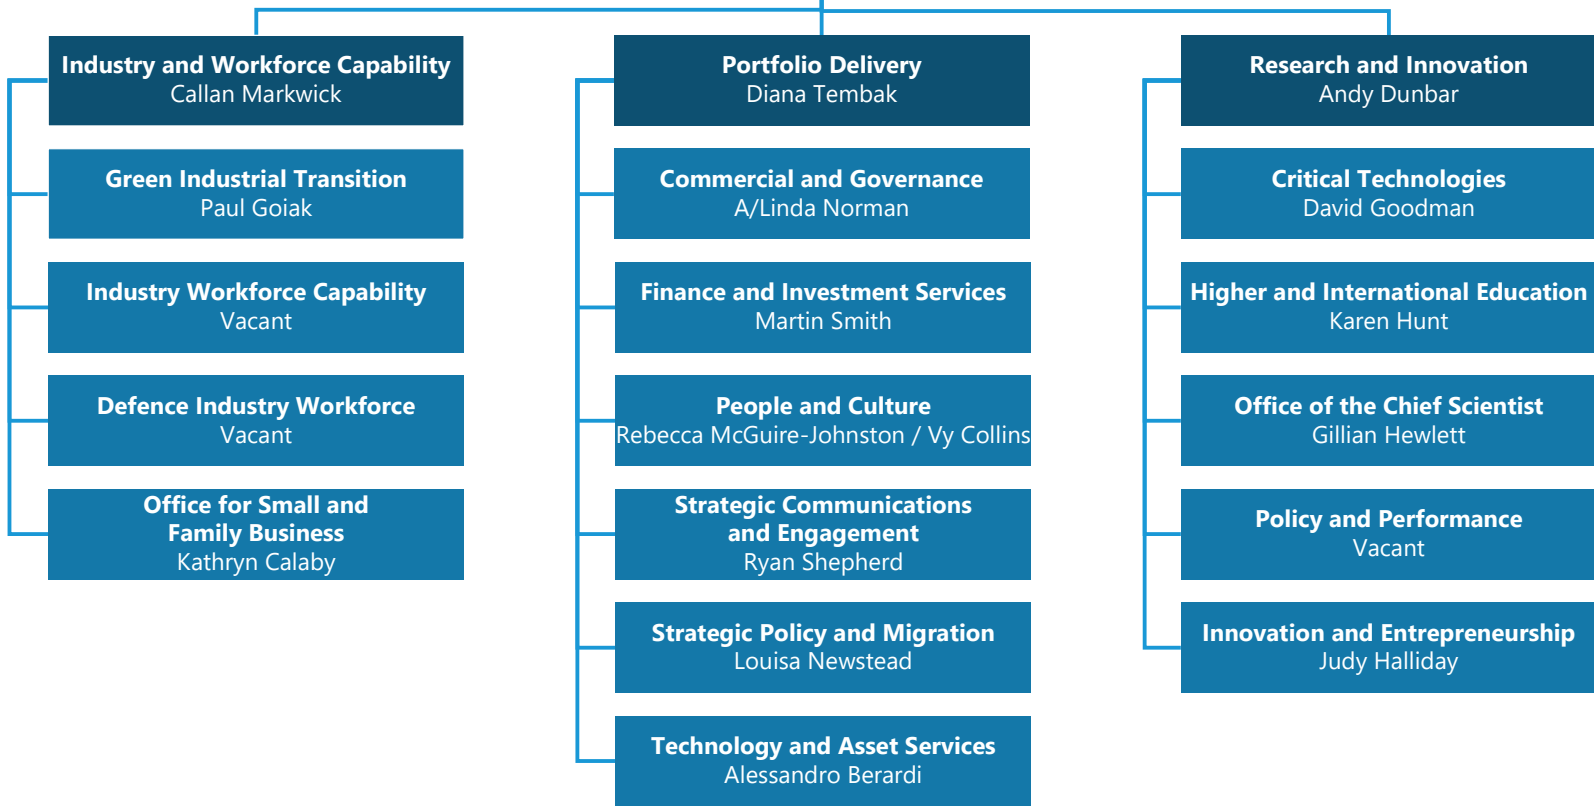 Industry and Workforce Capability
Callan Markwick
Green Industrial Transition
Paul Goiak
Industry Workforce Capability
Vacant
Defence Industry Workforce
Vacant
Office for Small and
Family Business
Kathryn Calaby
Portfolio Delivery
Diana Tembak
Commercial and Governance
A/Linda Norman
Finance and Investment Services
Martin Smith
People and Culture
Rebecca McGuire-Johnston / Vy Collins
Strategic Communications
and Engagement
Ryan Shepherd
Strategic Policy and Migration
Louisa Newstead
Technology and Asset Services
Alessandro Berardi
Research and Innovation
Andy Dunbar
Critical Technologies
David Goodman
Higher and International Education
Karen Hunt
Office of the Chief Scientist
Gillian Hewlett
Policy and Performance
Vacant
Innovation and Entrepreneurship
Judy Halliday